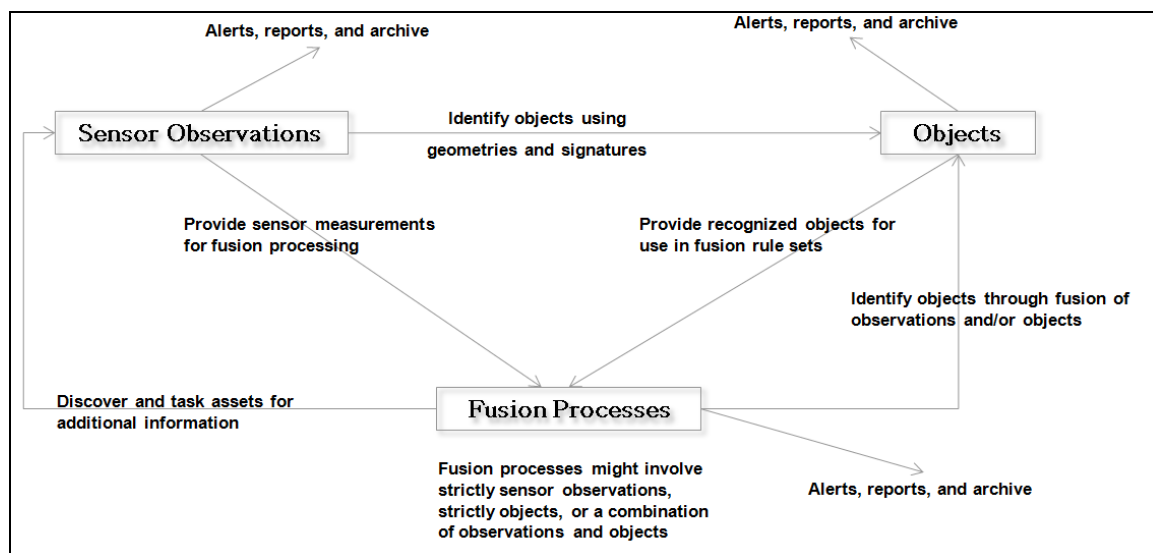 Alerts, reports, and archive
Alerts, reports, and archive
Sensor Observations
Identify objects using
geometries and signatures
Objects
Provide sensor measurements
for fusion processing
Provide recognized objects for
use in fusion rule sets
Identify objects through fusion of
observations and/or objects
Discover and task assets for
additional information
Fusion Processes
Fusion processes might involve
strictly sensor observations,
strictly objects, or a combination
of observations and objects
Alerts, reports, and archive